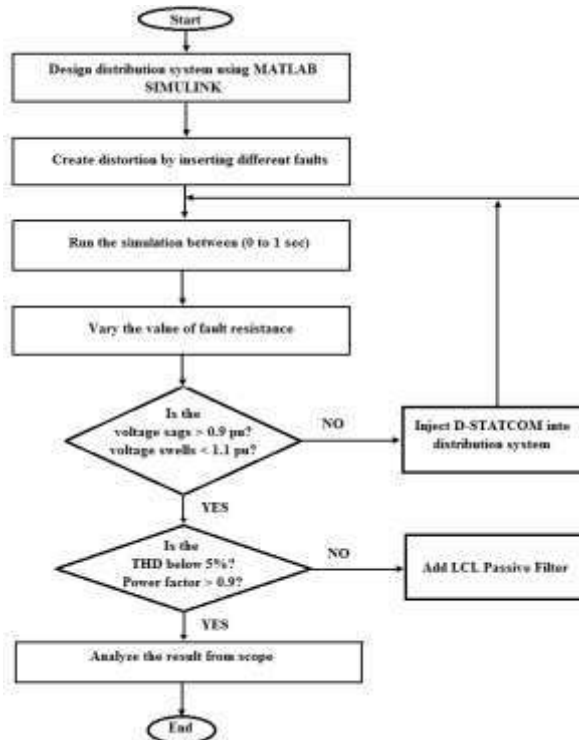 Start
Design distribution system using MATLAB
SIMULINK
Create distortion by inserting different faults
Run the simulation between (0 to 1 sec)
Vary the value of fault resistance
Is the
voltage sags > 0.9 pu?
voltage swells < 1.1 pu?
NO
Inject D-STATCOM into
distribution system
YES
Is the
THD below 5%?
Power factor > 0.9?
NO
Add LCL Passive Filter
YES
Analyze the result from scope
End